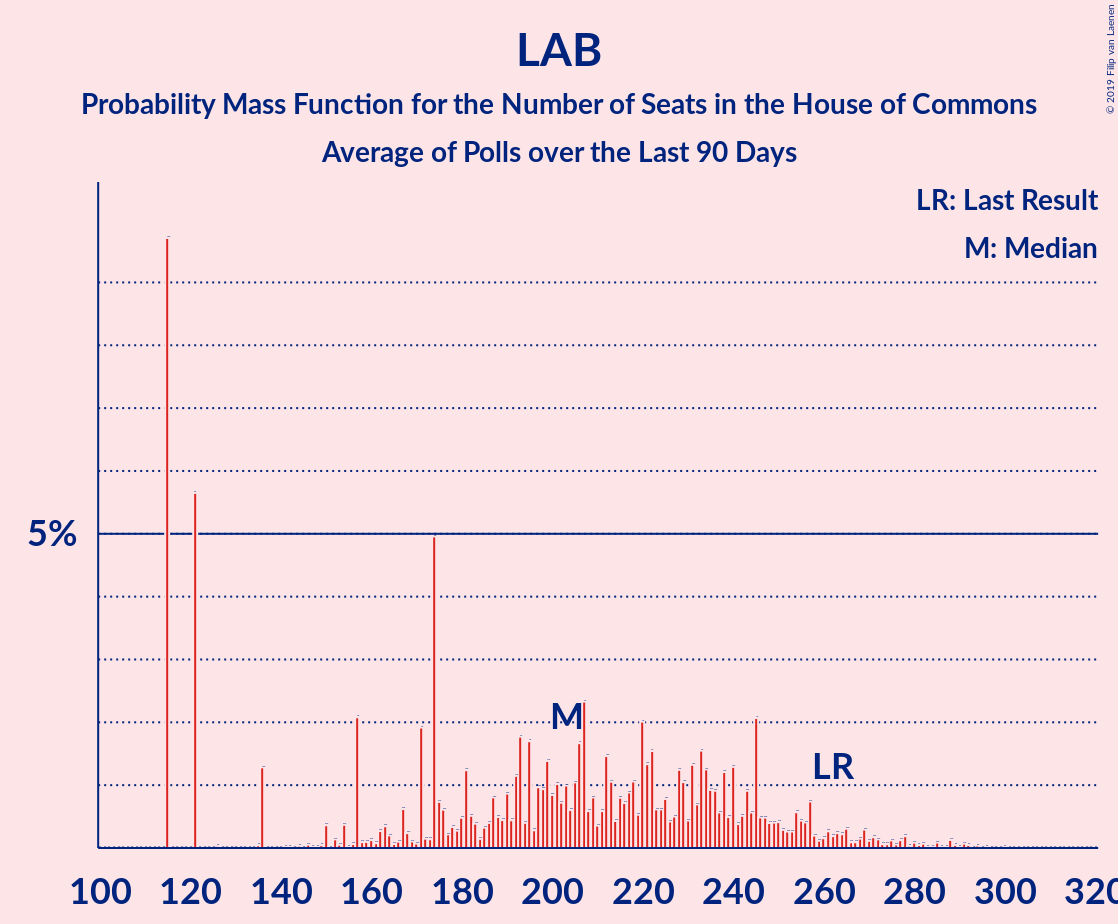 LAB
Probability Mass Function for the Number of Seats in the House of Commons
Average of Polls over the Last 90 Days
© 2019 Filip van Laenen
LR: Last Result
M: Median
5%
M
LR
100 120 140 160 180 200 220 240 260 280 300 320